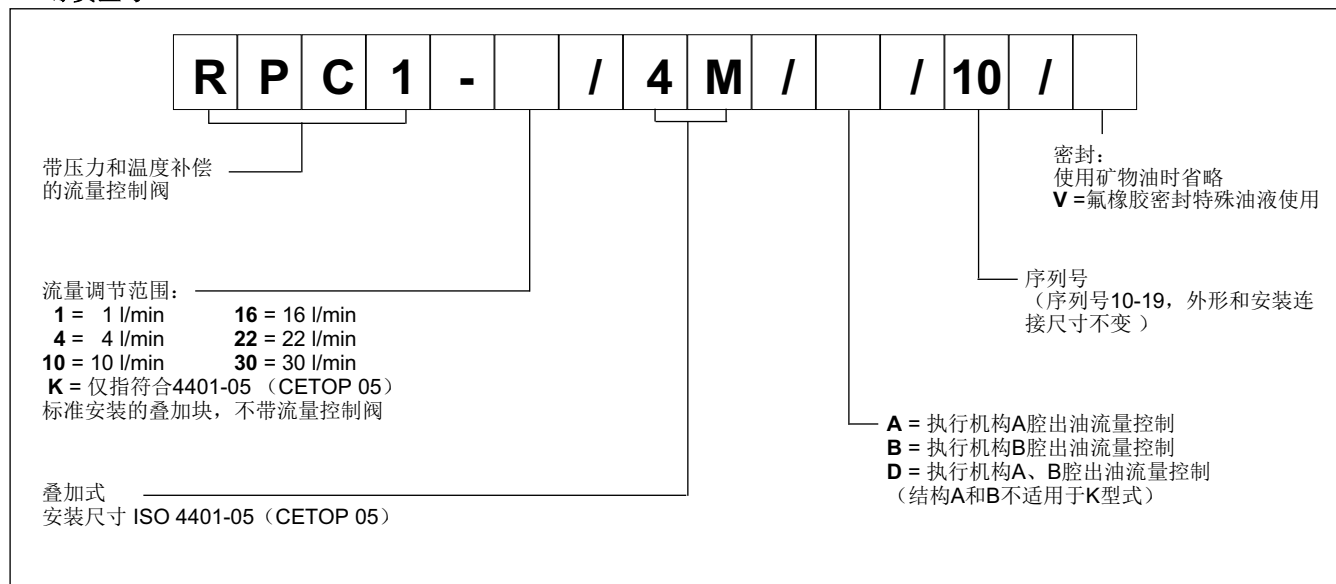 R P C 1 - / 4 M / / 10 /
带压力和温度补偿
的流量控制阀
密封：
使用矿物油时省略
V =氟橡胶密封特殊油液使用
序列号
（序列号10-19，外形和安装连
接尺寸不变 ）
流量调节范围：
1 = 1 l/min 16 = 16 l/min
4 = 4 l/min 22 = 22 l/min
10 = 10 l/min 30 = 30 l/min
K = 仅指符合4401-05 （CETOP 05）
标准安装的叠加块，不带流量控制阀
A = 执行机构A腔出油流量控制
B = 执行机构B腔出油流量控制
D = 执行机构A、B腔出油流量控制
（结构A和B不适用于K型式）
叠加式
安装尺寸 ISO 4401-05（CETOP 05）